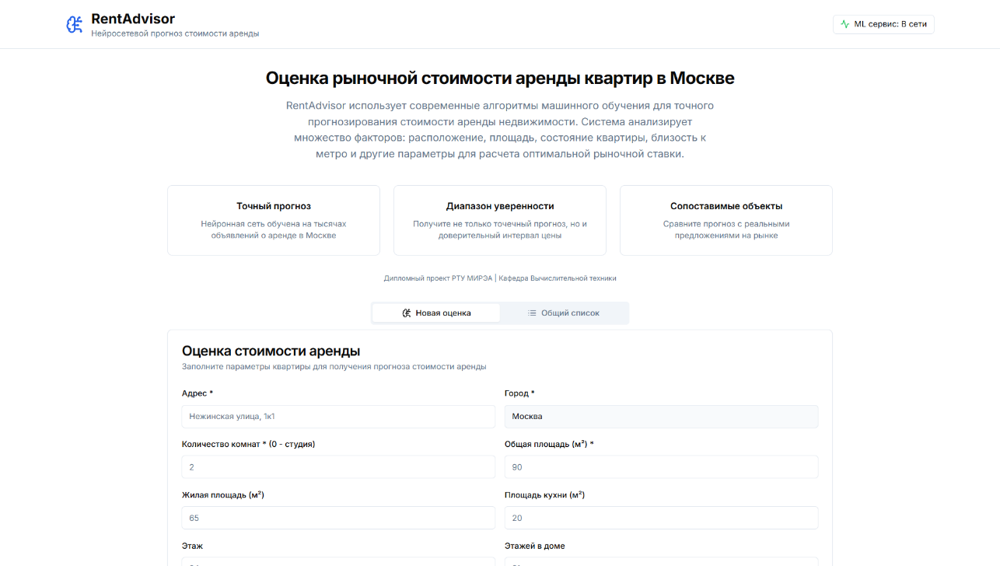 RentAdvisor
Нейросетевой прогноз стоимости аренды
ML сервис: В сети
Оценка рыночной стоимости аренды квартир в Москве
RentAdvisor использует современные алгоритмы машинного обучения для точного
прогнозирования стоимости аренды недвижимости. Система анализирует
множество факторов: расположение, площадь, состояние квартиры, близость к
метро и другие параметры для расчета оптимальной рыночной ставки.
Точный прогноз
Нейронная сеть обучена на тысячах
объявлений о аренде в Москве
Диапазон уверенности
Получите не только точечный прогноз, но и
доверительный интервал цены
Сопоставимые объекты
Сравните прогноз с реальными
предложениями на рынке
Дипломный проект РТУ МИРЭА | Кафедра Вычислительной техники
Новая оценка
Общий список
Оценка стоимости аренды
Заполните параметры квартиры для получения прогноза стоимости аренды
Адрес *
Город *
Нежинская улица, 1к1
Москва
Количество комнат * (0 - студия)
Общая площадь (м²) *
2
90
Жилая площадь (м²)
Площадь кухни (м²)
65
20
Этаж
Этажей в доме